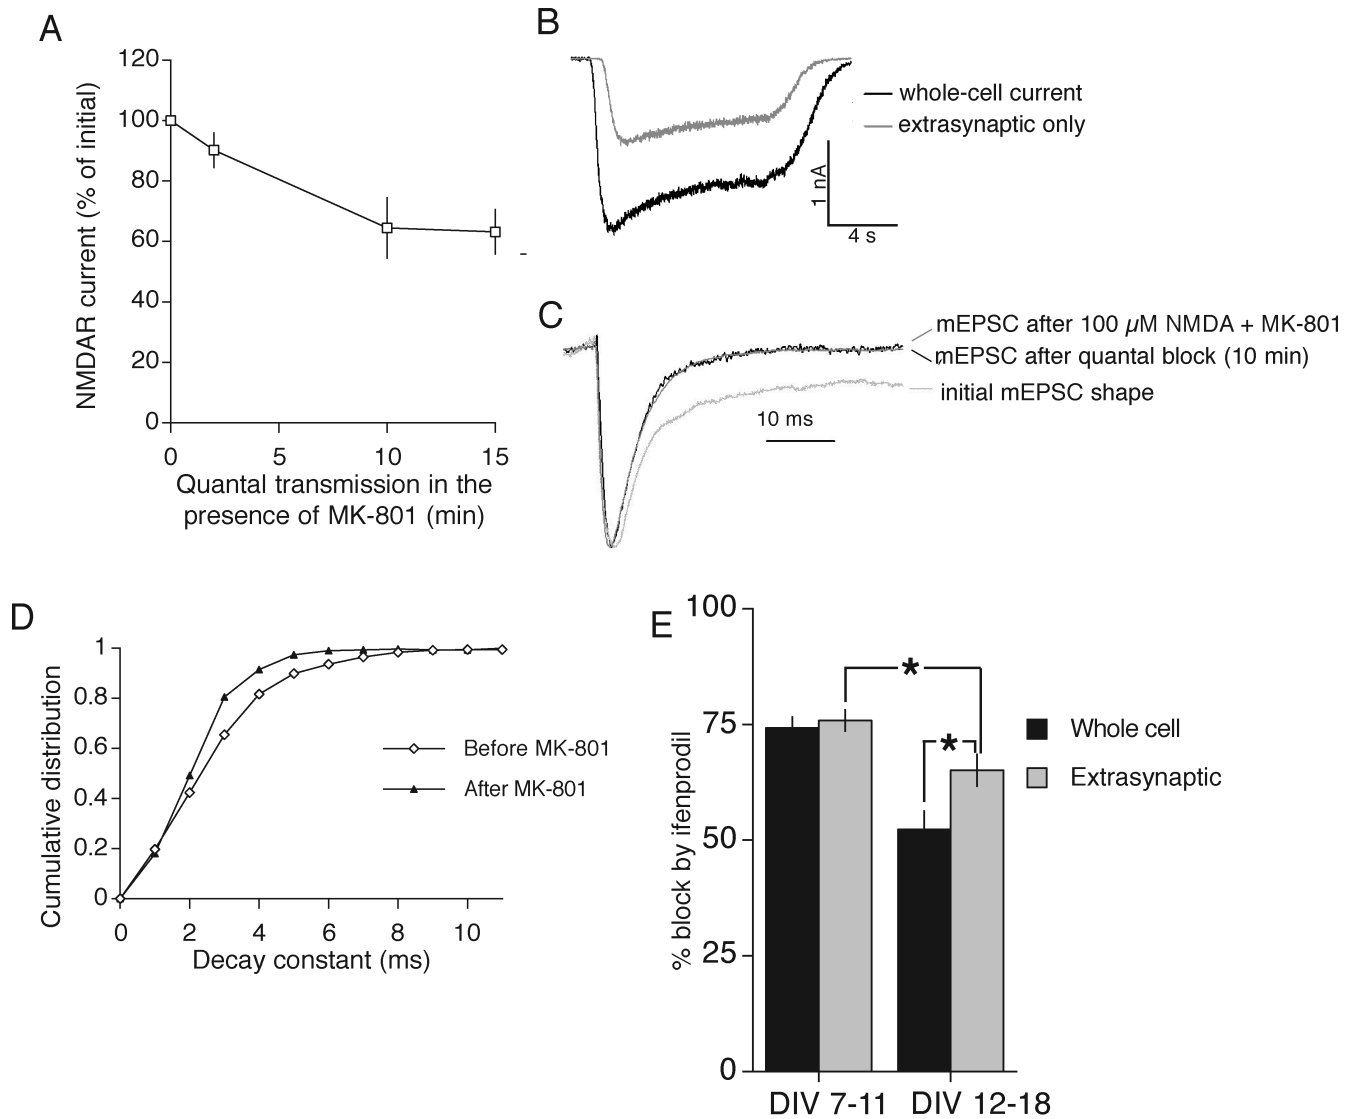 A
120
100
80
60
40
20
0
NMDAR current (% of initial)
0 5 10 15
Quantal transmission in the
presence of MK-801 (min)
B
whole-cell current
extrasynaptic only
1 nA
4 s
C
mEPSC after 100 µM NMDA + MK-801
mEPSC after quantal block (10 min)
initial mEPSC shape
10 ms
D
1
0.8
0.6
0.4
0.2
0
Cumulative distribution
Before MK-801
After MK-801
0 2 4 6 8 10
Decay constant (ms)
E
100
75
50
25
0
% block by ifenprodil
*
*
Whole cell
Extrasynaptic
DIV 7-11 DIV 12-18